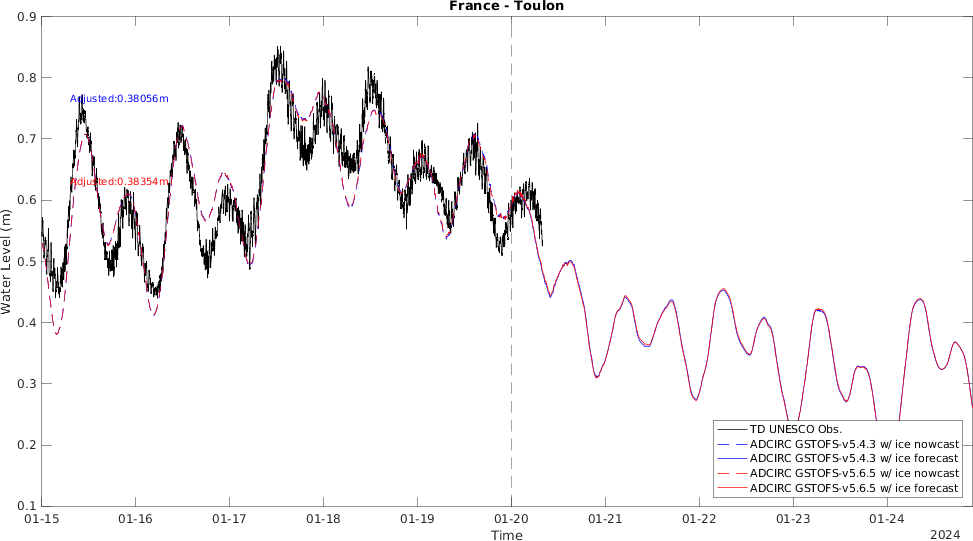 France - Toulon
0.9
0.8
0.7
0.6
0.5
0.4
0.3
0.2
0.1
Water Level (m)
Adjusted:0.38056m
Adjusted:0.38354m
TD UNESCO Obs.
ADCIRC GSTOFS-v5.4.3 w/ ice nowcast
ADCIRC GSTOFS-v5.4.3 w/ ice forecast
ADCIRC GSTOFS-v5.6.5 w/ ice nowcast
ADCIRC GSTOFS-v5.6.5 w/ ice forecast
01-15 01-16 01-17 01-18 01-19 01-20 01-21 01-22 01-23 01-24
Time
2024